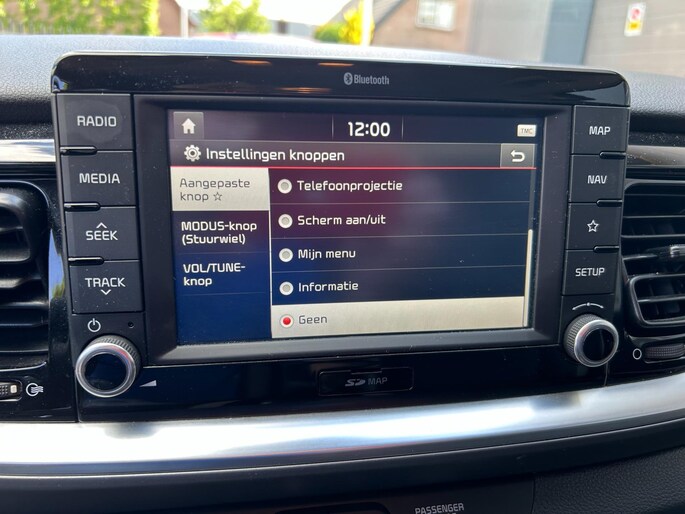 Bluetooth
RADIO
MEDIA
SEEK
TRACK
12:00
TMC
Instellingen knoppen
Aangepaste
knop ☆
MODUS-knop
(Stuurwiel)
VOL/TUNE-
knop
Telefoonprojectie
Scherm aan/uit
Mijn menu
Informatie
Geen
MAP
NAV
SETUP
SD MAP
PASSENGER